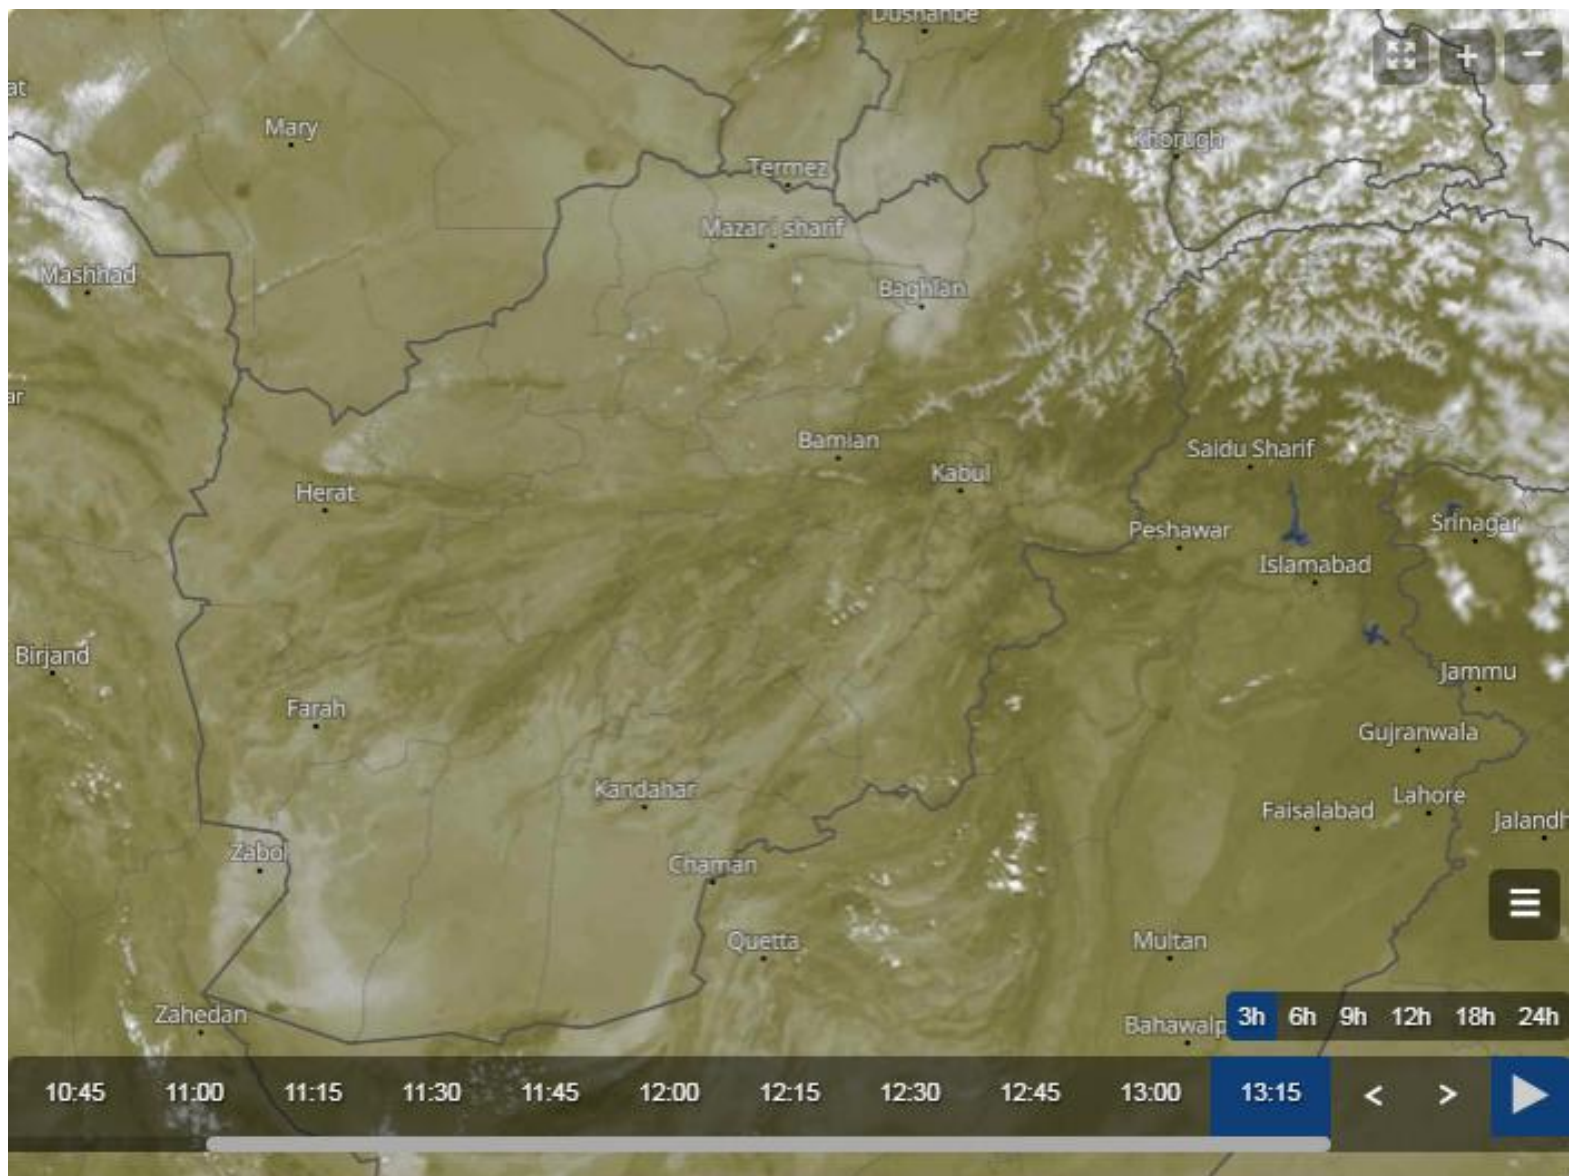 Dushanbe
at
Mary
Khorugh
Termez
Mazar i sharif
Mashhad
Baghlan
ar
Bamian
Saidu Sharif
Kabul
Herat
Srinagar
Peshawar
Islamabad
Birjand
Jammu
Farah
Gujranwala
Kandahar
Lahore
Faisalabad
Jalandh
Zabol
Chaman
Quetta
Multan
Zahedan
Bahawalp
3h 6h 9h 12h 18h 24h
10:45 11:00 11:15 11:30 11:45 12:00 12:15 12:30 12:45 13:00 13:15 < >